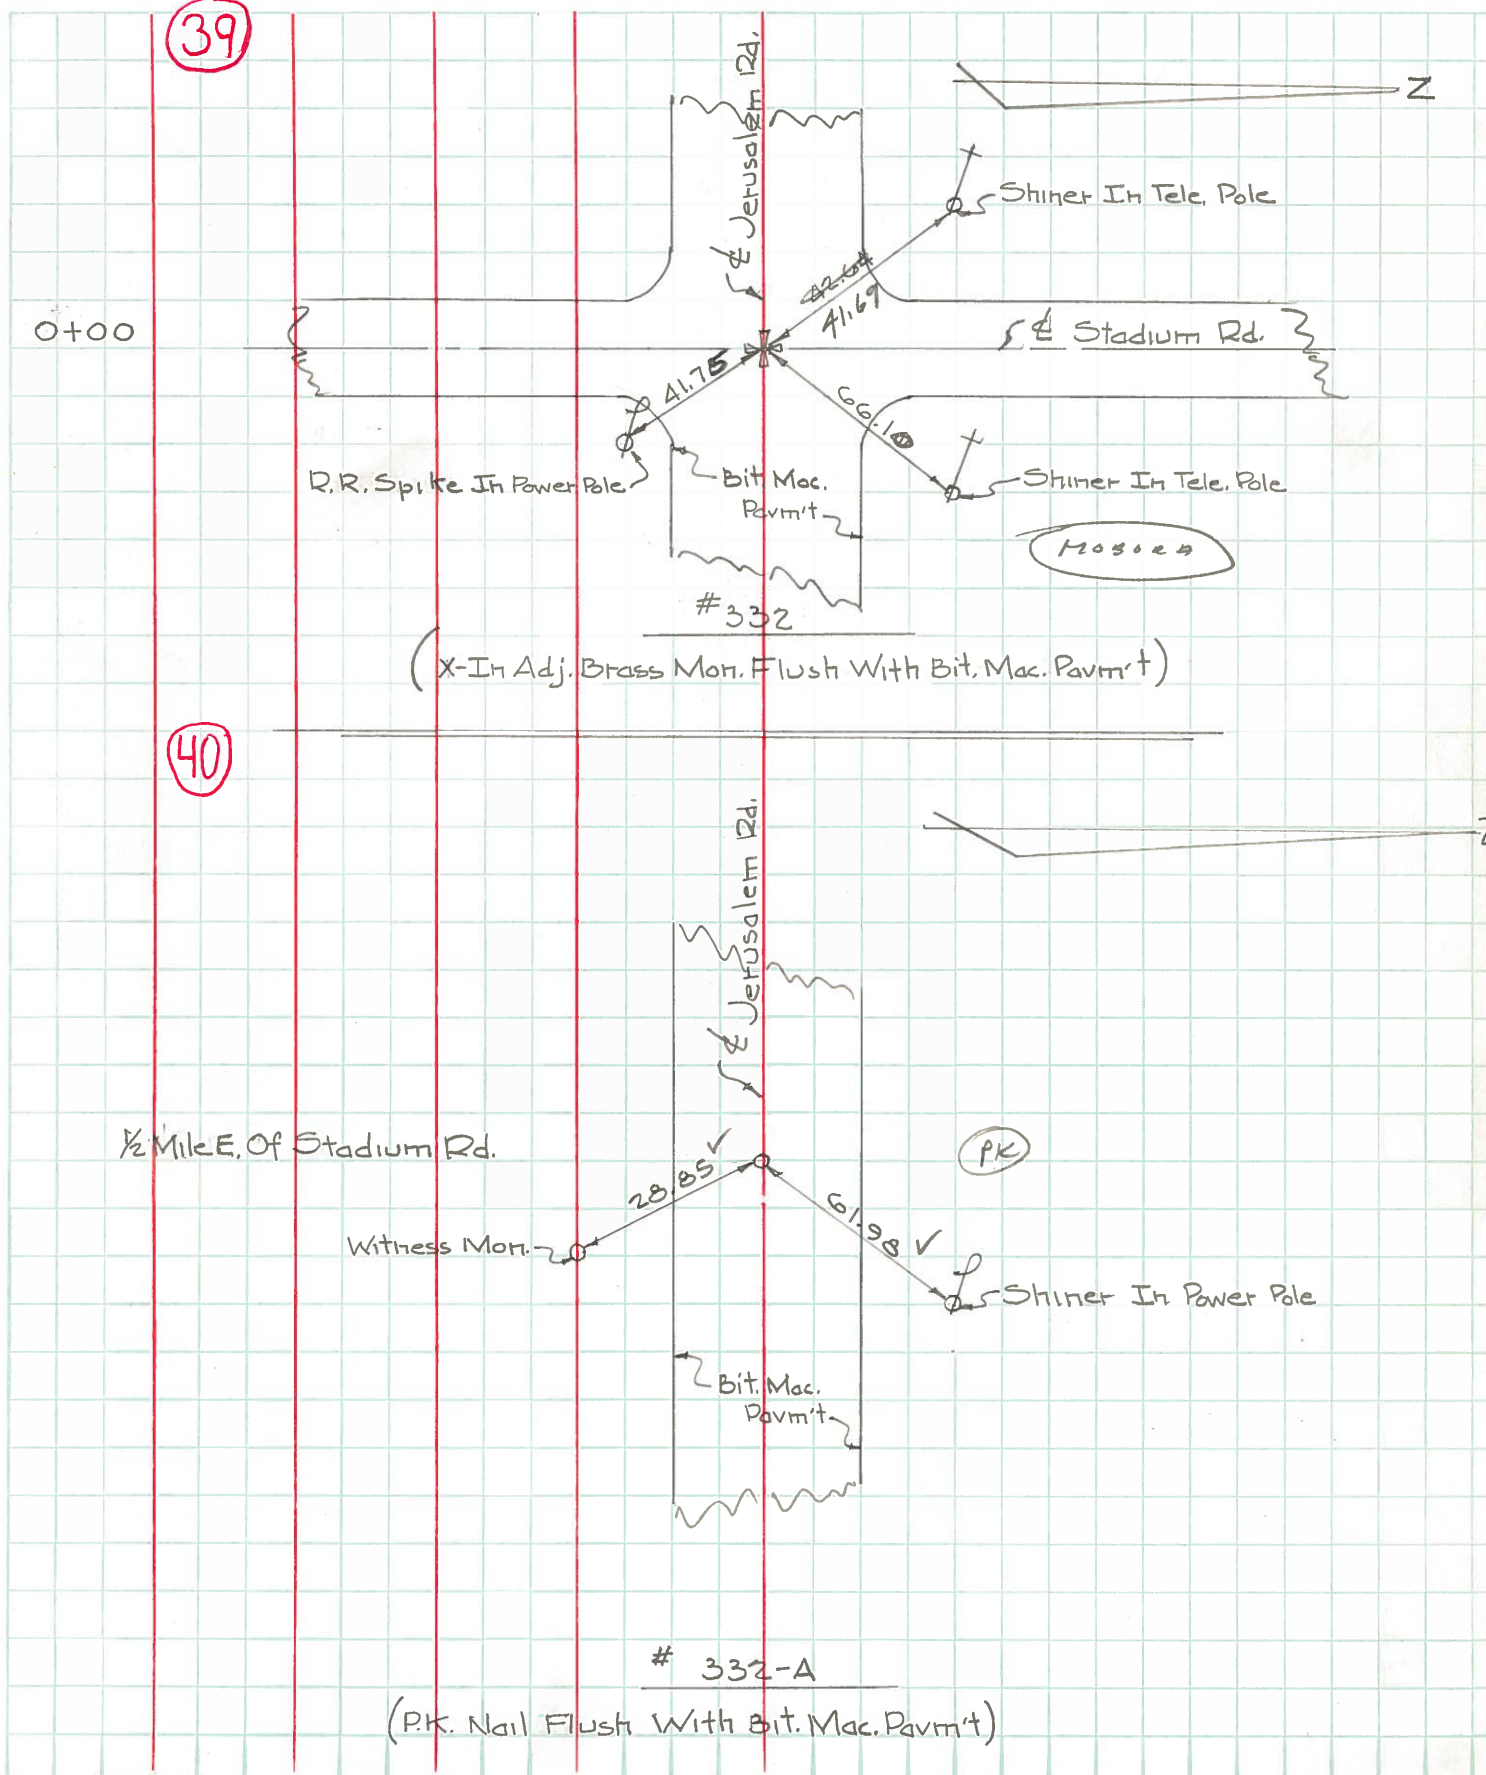 39
℄ Jerusalem Rd.
Z
Shiner In Tele. Pole
42.64
41.69
0+00
℄ Stadium Rd.
41.75
66.10
R.R. Spike In Power Pole
Bit. Mac.
Pavm't
Shiner In Tele. Pole
#332
(X-In Adj. Brass Mon. Flush With Bit. Mac. Pavm't)
40
℄ Jerusalem Rd.
½ Mile E. Of Stadium Rd.
PK
28.85✓
61.98 ✓
Witness Mon.
Shiner In Power Pole
Bit. Mac.
Pavm't
# 332-A
(P.K. Nail Flush With Bit. Mac. Pavm't)